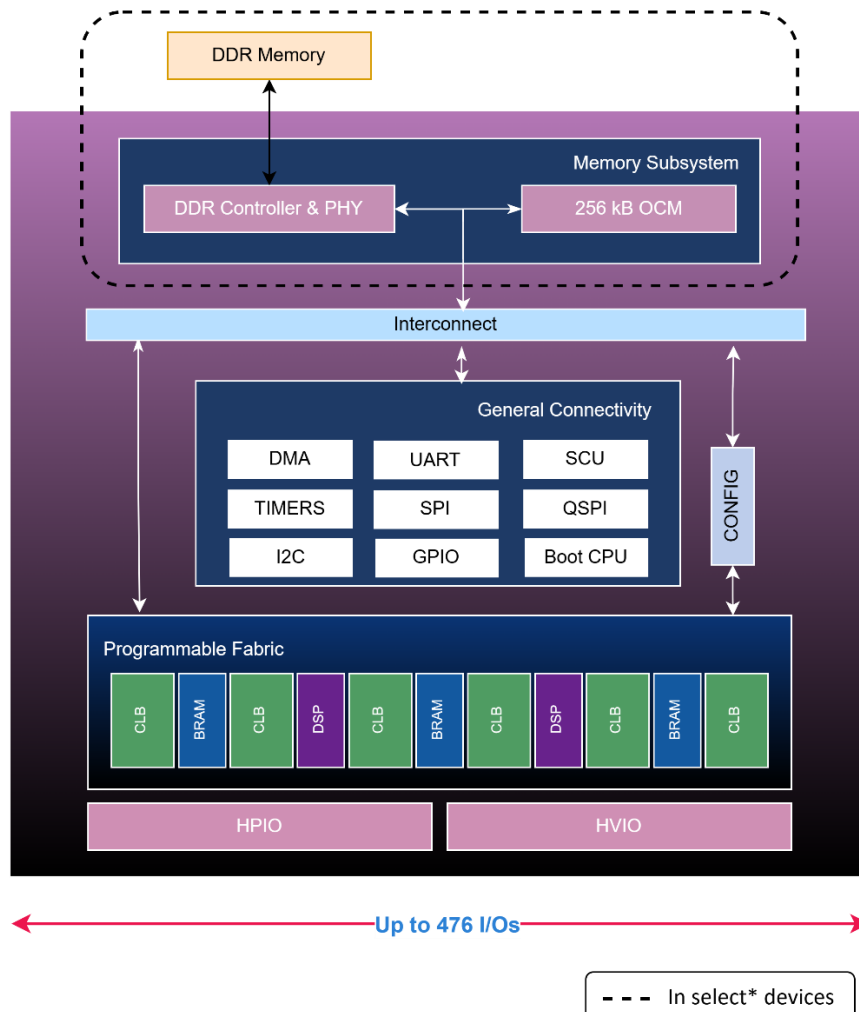 DDR Memory
Memory Subsystem
DDR Controller & PHY
256 kB OCM
Interconnect
General Connectivity
DMA
UART
SCU
TIMERS
SPI
QSPI
I2C
GPIO
Boot CPU
CONFIG
Programmable Fabric
CLB
BRAM
CLB
DSP
CLB
BRAM
CLB
DSP
CLB
BRAM
CLB
HPIO
HVIO
Up to 476 I/Os
In select* devices